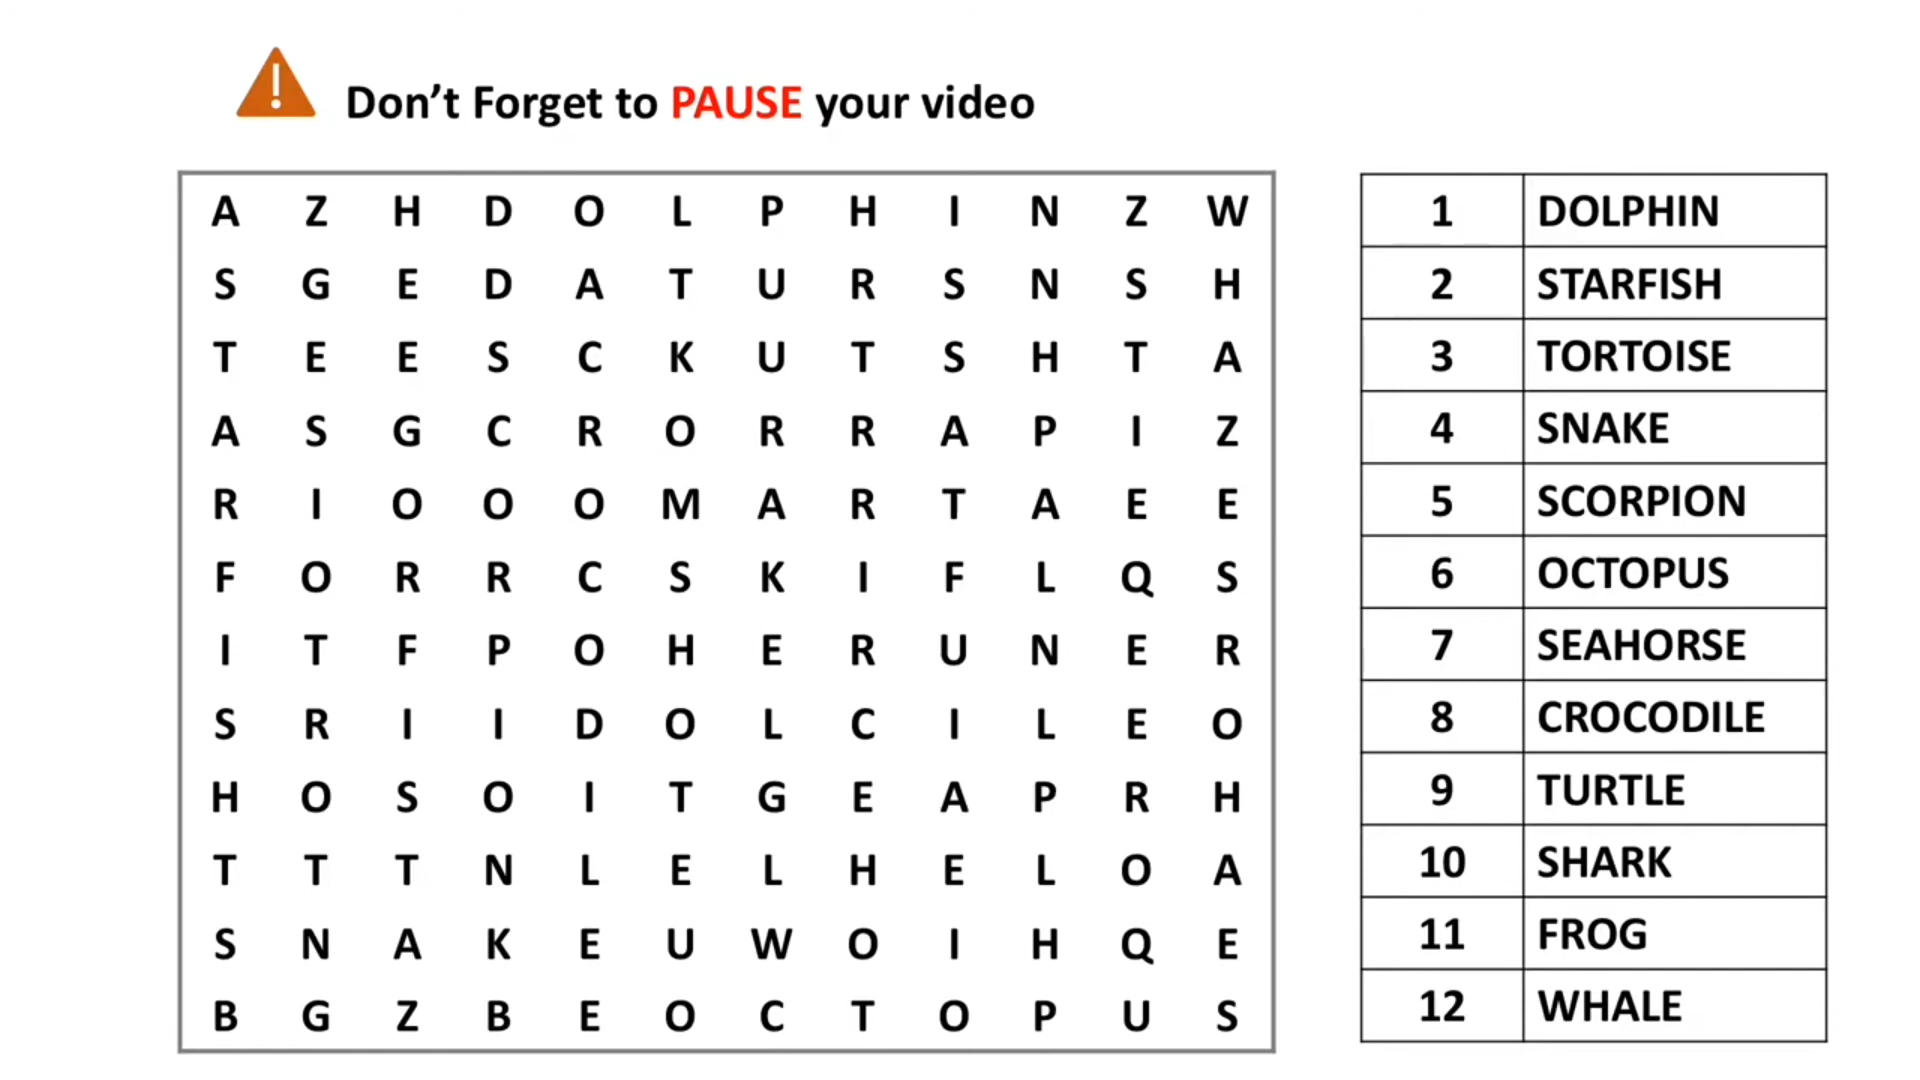 Don't Forget to PAUSE your video
A Z H D O L P H I N Z W
S G E D A T U R S N S H
T E E S C K U T S H T A
A S G C R O R R A P I Z
R I O O O M A R T A E E
F O R R C S K I F L Q S
I T F P O H E R U N E R
S R I I D O L C I L E O
H O S O I T G E A P R H
T T T N L E L H E L O A
S N A K E U W O I H Q E
B G Z B E O C T O P U S
1 DOLPHIN
2 STARFISH
3 TORTOISE
4 SNAKE
5 SCORPION
6 OCTOPUS
7 SEAHORSE
8 CROCODILE
9 TURTLE
10 SHARK
11 FROG
12 WHALE